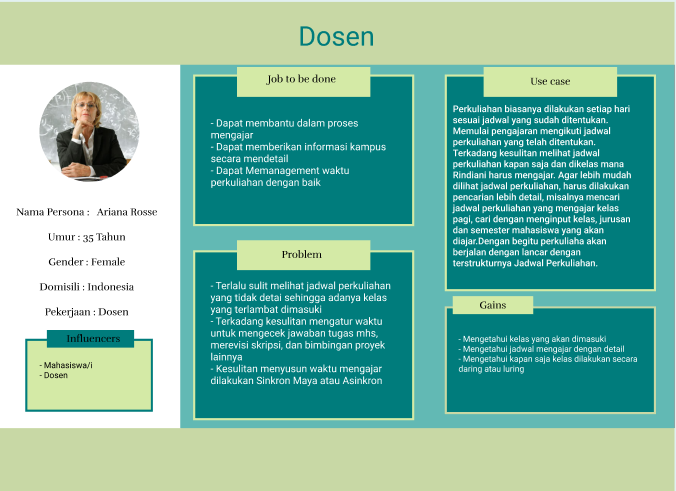 Dosen
Nama Persona :   Ariana Rosse
Umur : 35 Tahun
Gender : Female
Domisili : Indonesia
Pekerjaan : Dosen
Influencers
- Mahasiswa/i
- Dosen
Job to be done
- Dapat membantu dalam proses
mengajar
- Dapat memberikan informasi kampus
secara mendetail
- Dapat Memanagement waktu
perkuliahan dengan baik
Problem
- Terlalu sulit melihat jadwal perkuliahan
yang tidak detai sehingga adanya kelas
yang terlambat dimasuki
- Terkadang kesulitan mengatur waktu
untuk mengecek jawaban tugas mhs,
merevisi skripsi, dan bimbingan proyek
lainnya
- Kesulitan menyusun waktu mengajar
dilakukan Sinkron Maya atau Asinkron
Use case
Perkuliahan biasanya dilakukan setiap hari
sesuai jadwal yang sudah ditentukan.
Memulai pengajaran mengikuti jadwal
perkuliahan yang telah ditentukan.
Terkadang kesulitan melihat jadwal
perkuliahan kapan saja dan dikelas mana
Rindiani harus mengajar. Agar lebih mudah
dilihat jadwal perkuliahan, harus dilakukan
pencarian lebih detail, misalnya mencari
jadwal perkuliahan yang mengajar kelas
pagi, cari dengan menginput kelas, jurusan
dan semester mahasiswa yang akan
diajar.Dengan begitu perkuliaha akan
berjalan dengan lancar dengan
terstrukturnya Jadwal Perkuliahan.
Gains
- Mengetahui kelas yang akan dimasuki
- Mengetahui jadwal mengajar dengan detail
- Mengetahui kapan saja kelas dilakukan secara
daring atau luring